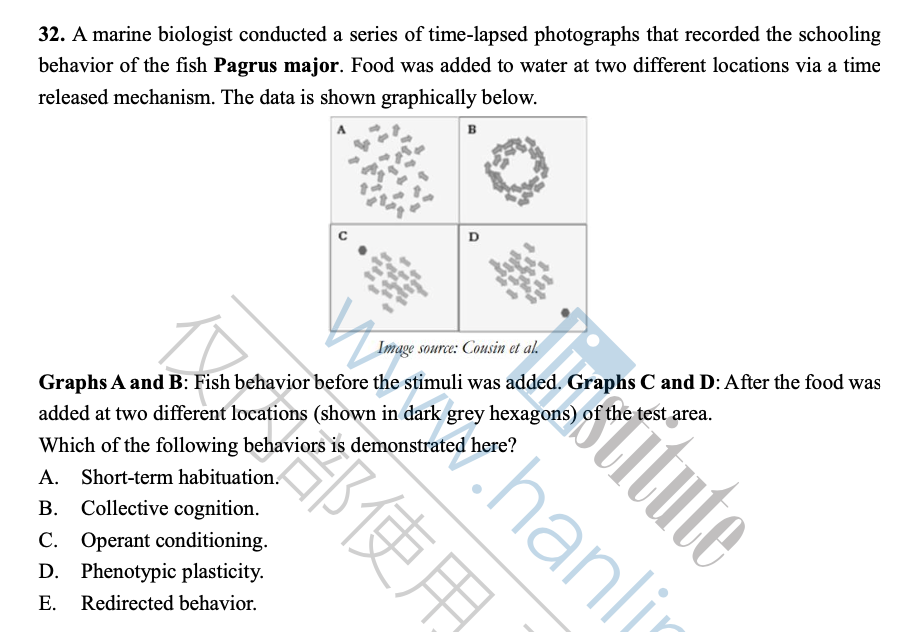 32. A marine biologist conducted a series of time-lapsed photographs that recorded the schooling
behavior of the fish Pagrus major. Food was added to water at two different locations via a time
released mechanism. The data is shown graphically below.
A
B
C
D
Image source: Cousin et al.
Graphs A and B: Fish behavior before the stimuli was added. Graphs C and D: After the food was
added at two different locations (shown in dark grey hexagons) of the test area.
Which of the following behaviors is demonstrated here?
A. Short-term habituation.
B. Collective cognition.
C. Operant conditioning.
D. Phenotypic plasticity.
E. Redirected behavior.
仅内部使用
www.hanlin
institute